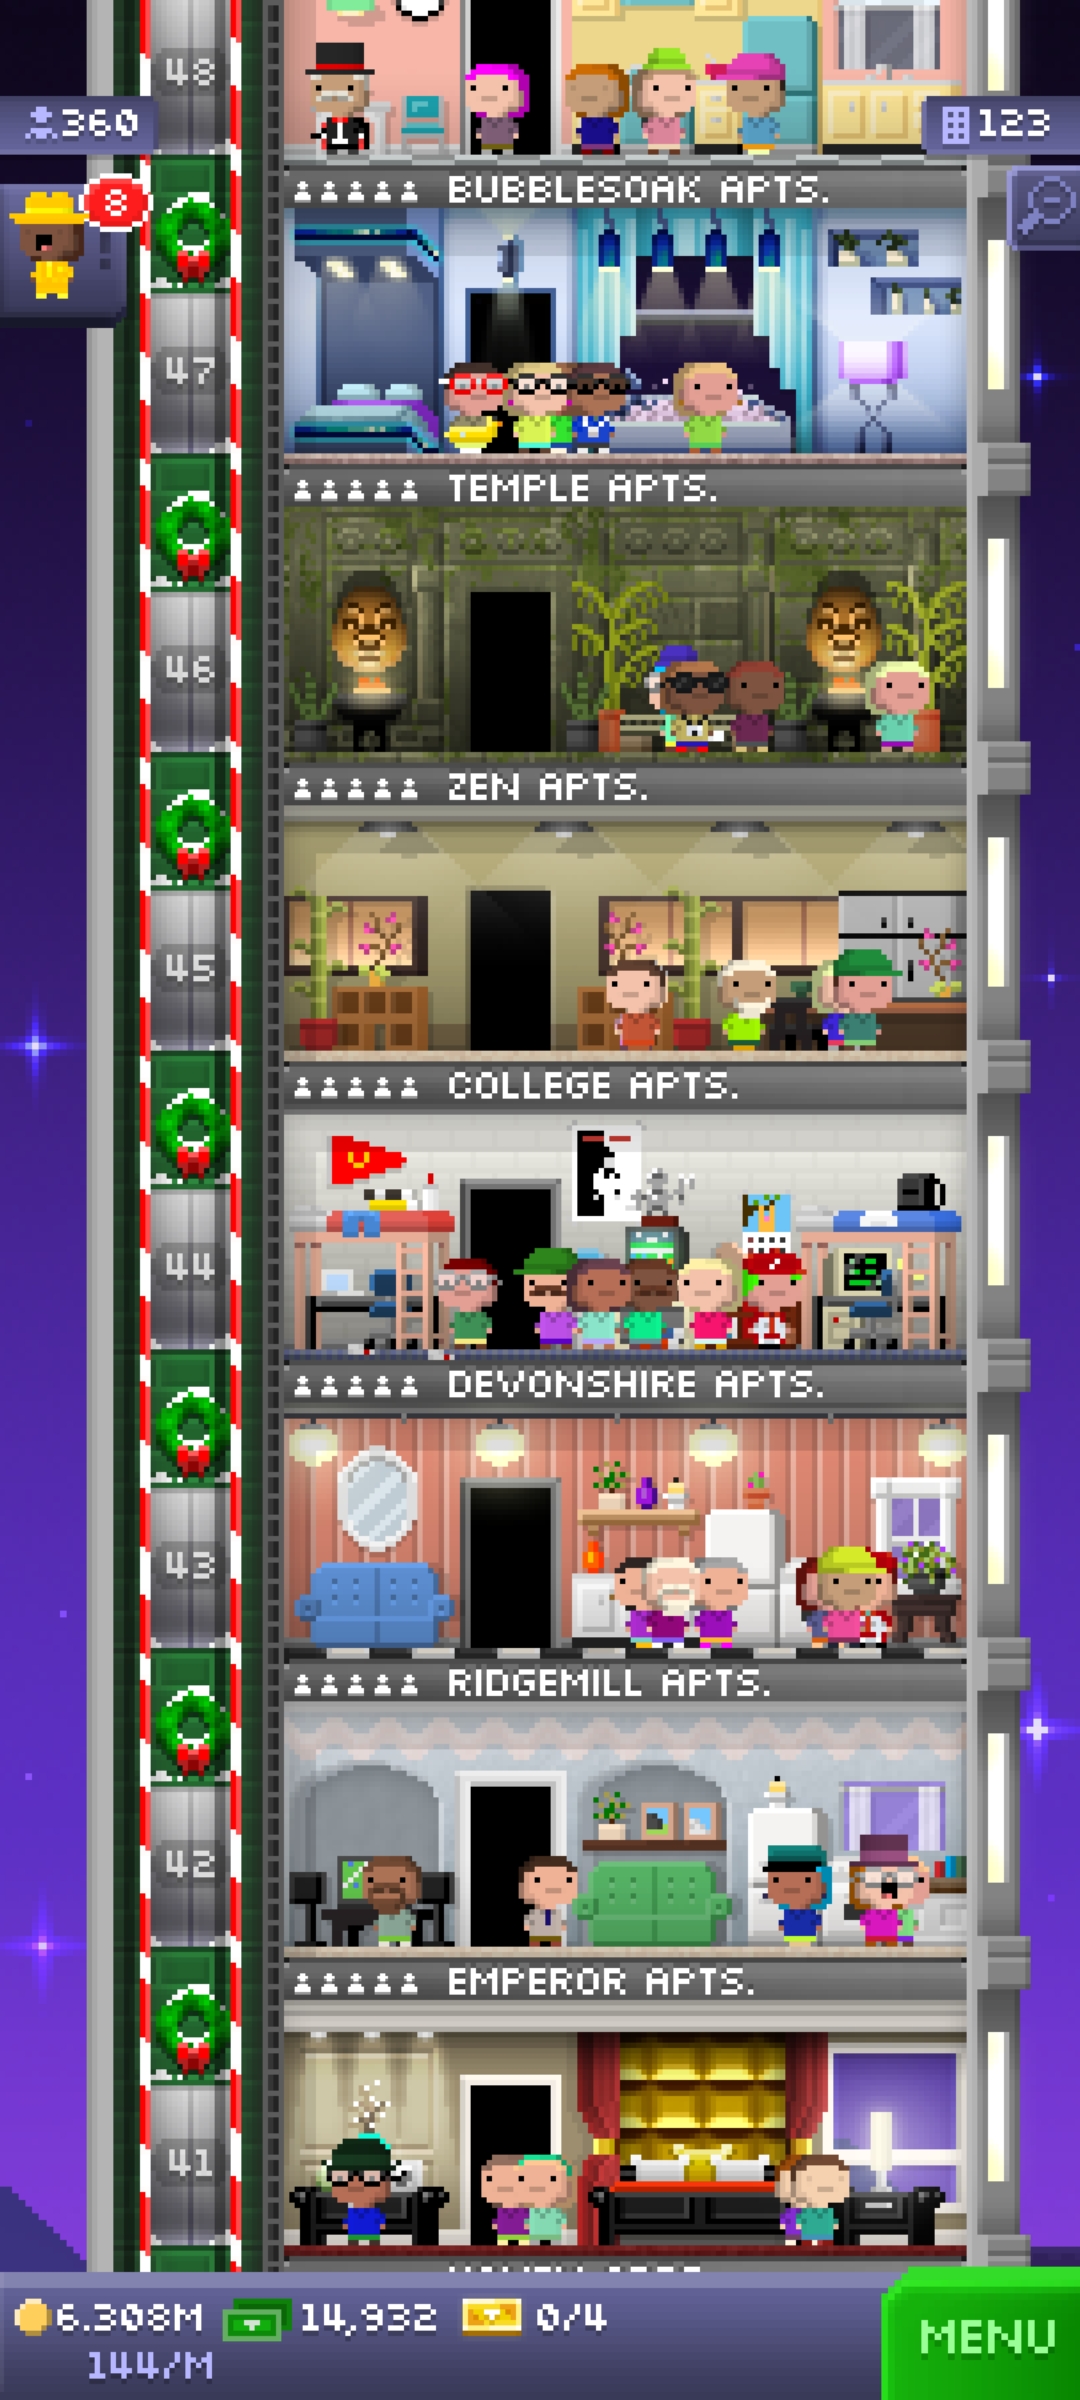 48
360
123
8
BUBBLESOAK APTS.
47
TEMPLE APTS.
46
ZEN APTS.
45
COLLEGE APTS.
44
DEVONSHIRE APTS.
43
RIDGEMILL APTS.
42
EMPEROR APTS.
41
6.308M
14,932
0/4
144/M
MENU